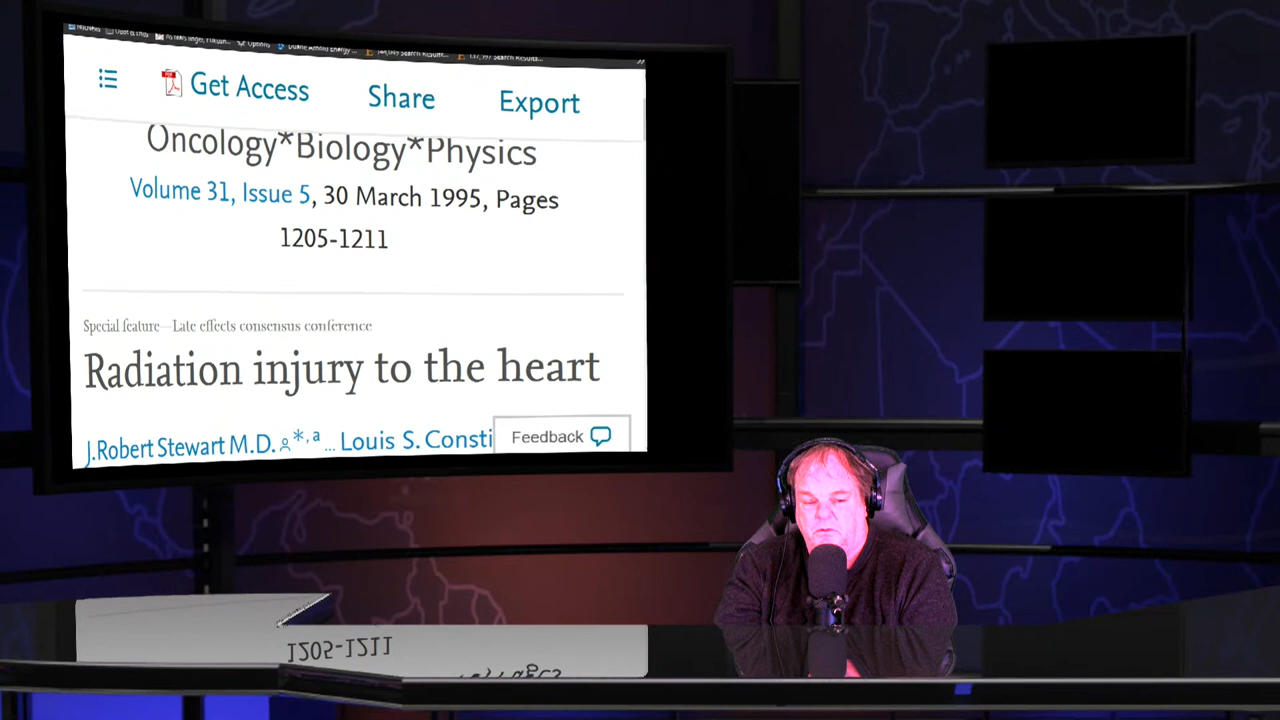 Get Access
Share
Export
Oncology*Biology*Physics
Volume 31, Issue 5, 30 March 1995, Pages
1205-1211
Special feature—Late effects consensus conference
Radiation injury to the heart
J.Robert Stewart M.D. *, a ... Louis S. Consti
Feedback
1205-1211